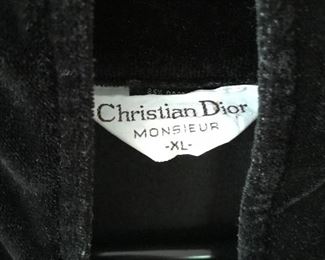 Christian Dior
MONSIEUR
-XL-